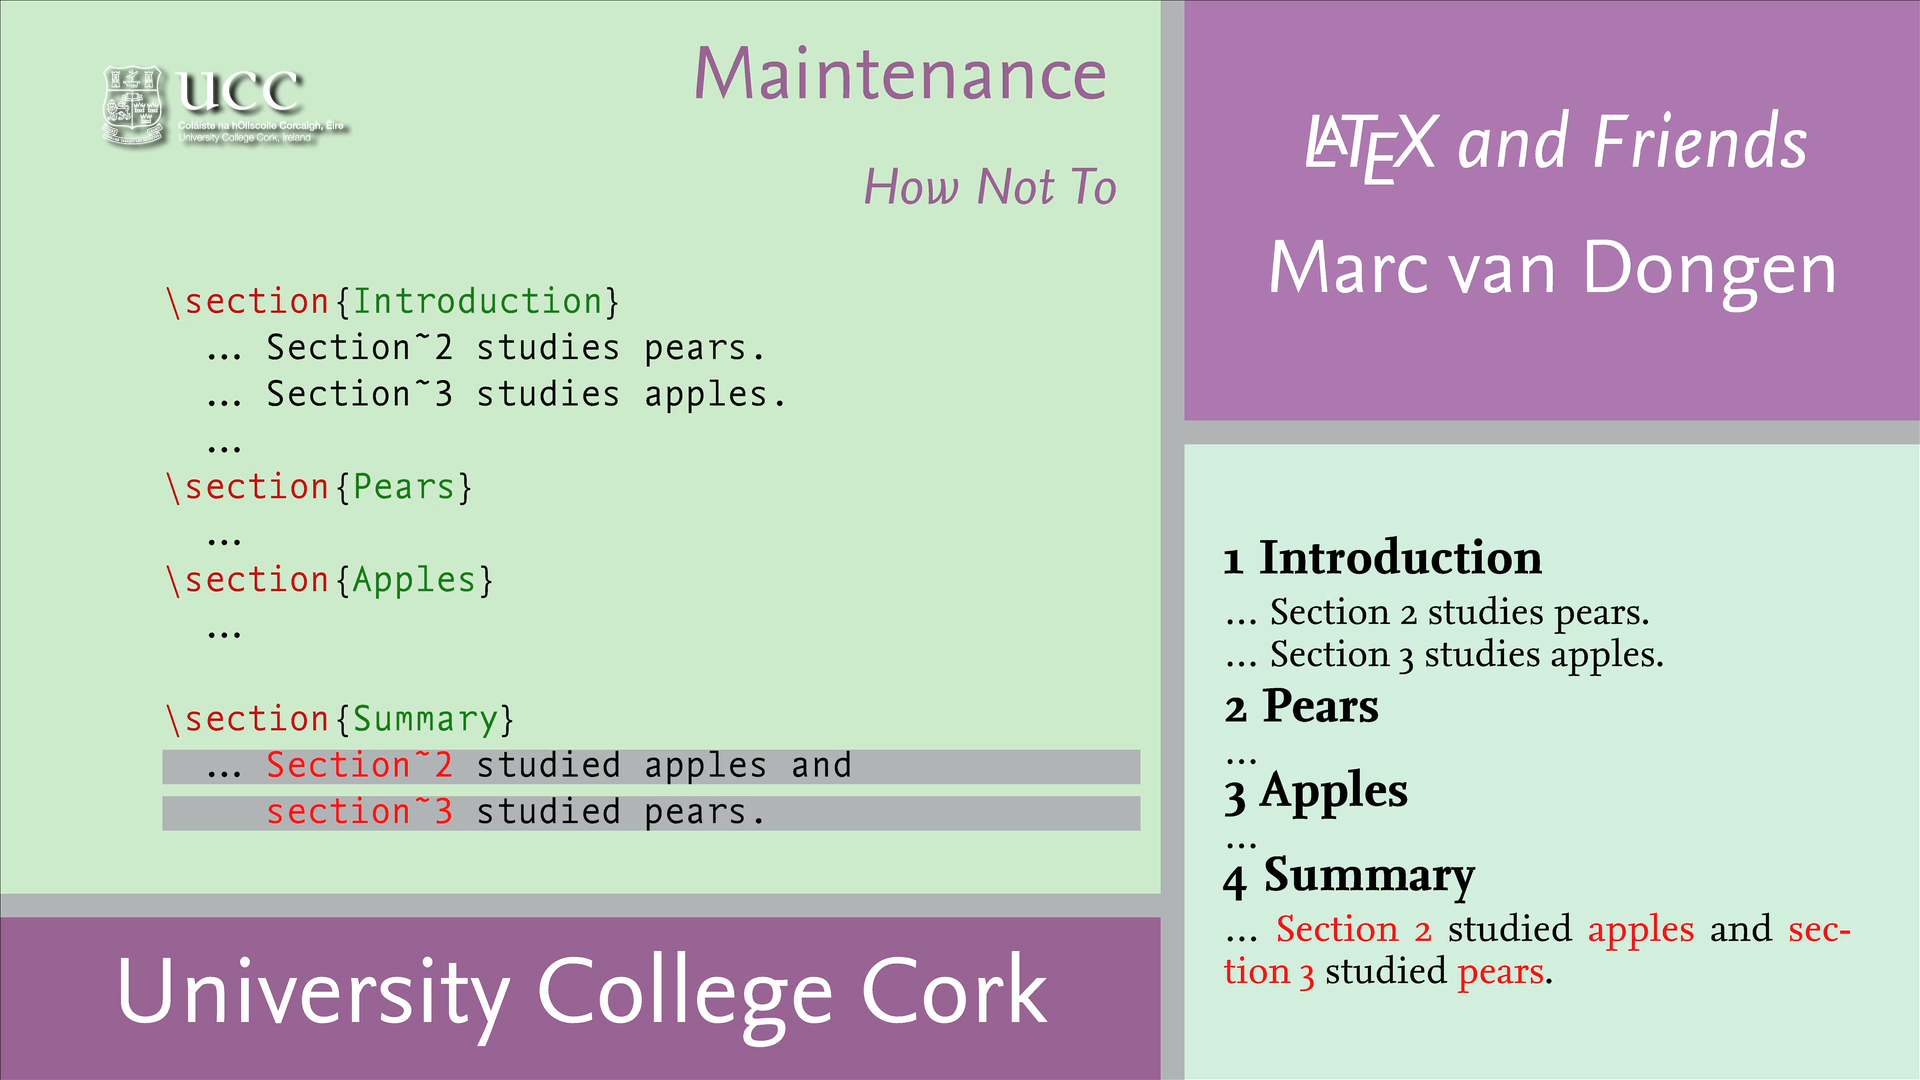 ucc
Coláiste na hOllscoile Corcaigh, Éire
University College Cork, Ireland
Maintenance
How Not To
\section{Introduction}
... Section~2 studies pears.
... Section~3 studies apples.
...
\section{Pears}
...
\section{Apples}
...
\section{Summary}
... Section~2 studied apples and
section~3 studied pears.
University College Cork
LATEX and Friends
Marc van Dongen
1 Introduction
... Section 2 studies pears.
... Section 3 studies apples.
2 Pears
...
3 Apples
...
4 Summary
... Section 2 studied apples and sec-
tion 3 studied pears.